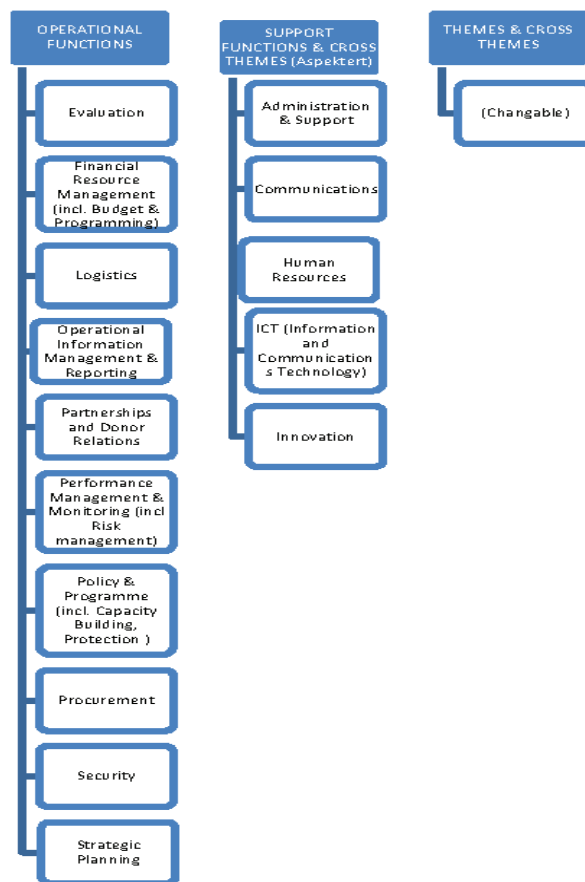 OPERATIONAL
FUNCTIONS
Evaluation
Financial
Resource
Management
(incl. Budget &
Programming)
Logistics
Operational
Information
Management &
Reporting
Partnerships
and Donor
Relations
Performance
Management &
Monitoring (incl
Risk
management)
Policy &
Programme
(incl. Capacity
Building,
Protection )
Procurement
Security
Strategic
Planning
SUPPORT
FUNCTIONS & CROSS
THEMES (Aspektert)
Administration
& Support
Communications
Human
Resources
ICT (Information
and
Communication
s Technology)
Innovation
THEMES & CROSS
THEMES
(Changable)